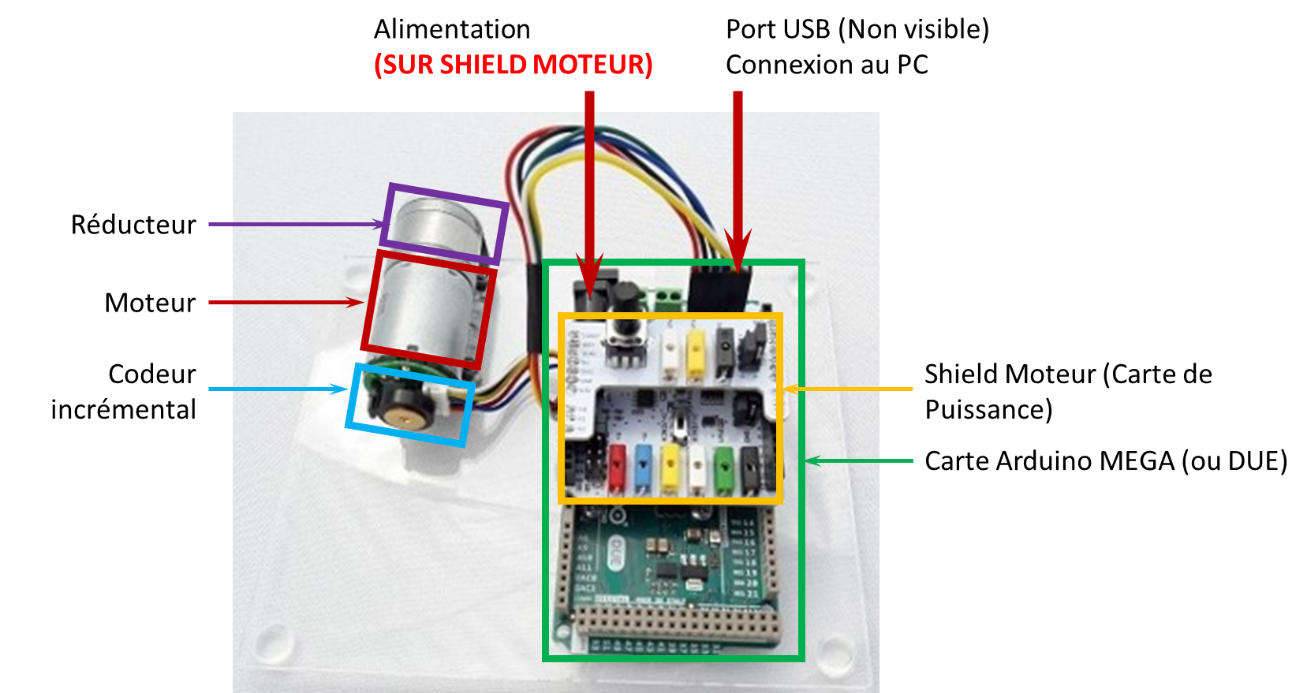 Alimentation
(SUR SHIELD MOTEUR)
Port USB (Non visible)
Connexion au PC
Réducteur
Moteur
Codeur
incrémental
Shield Moteur (Carte de
Puissance)
Carte Arduino MEGA (ou DUE)
DUE